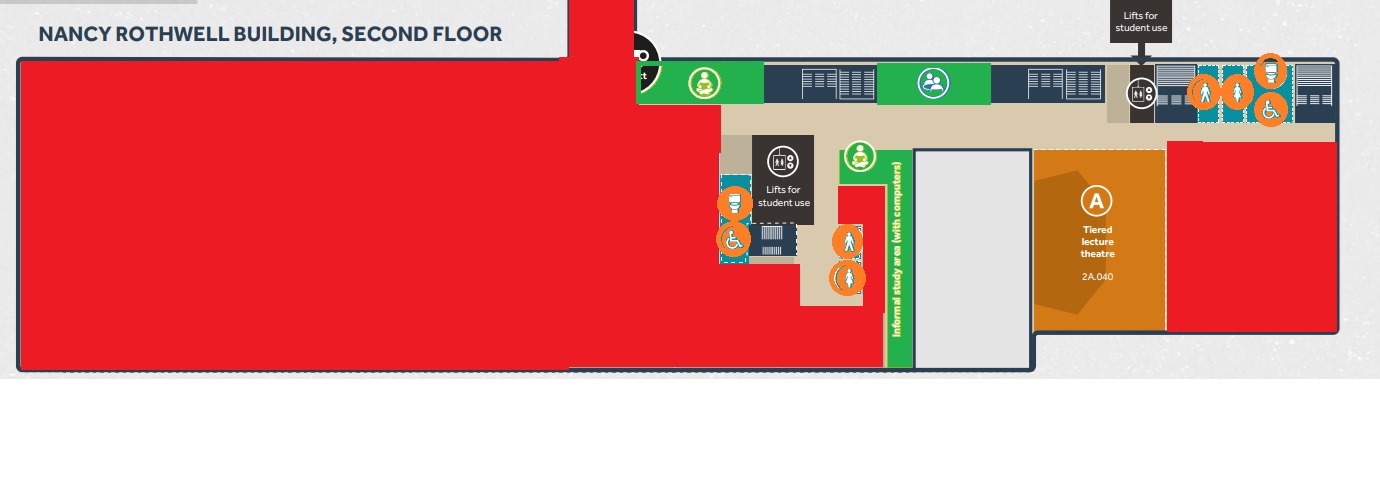 Lifts for
student use
NANCY ROTHWELL BUILDING, SECOND FLOOR
ct
Lifts for
student use
Informal study area (with computers)
A
Tiered
lecture
theatre
2A.040